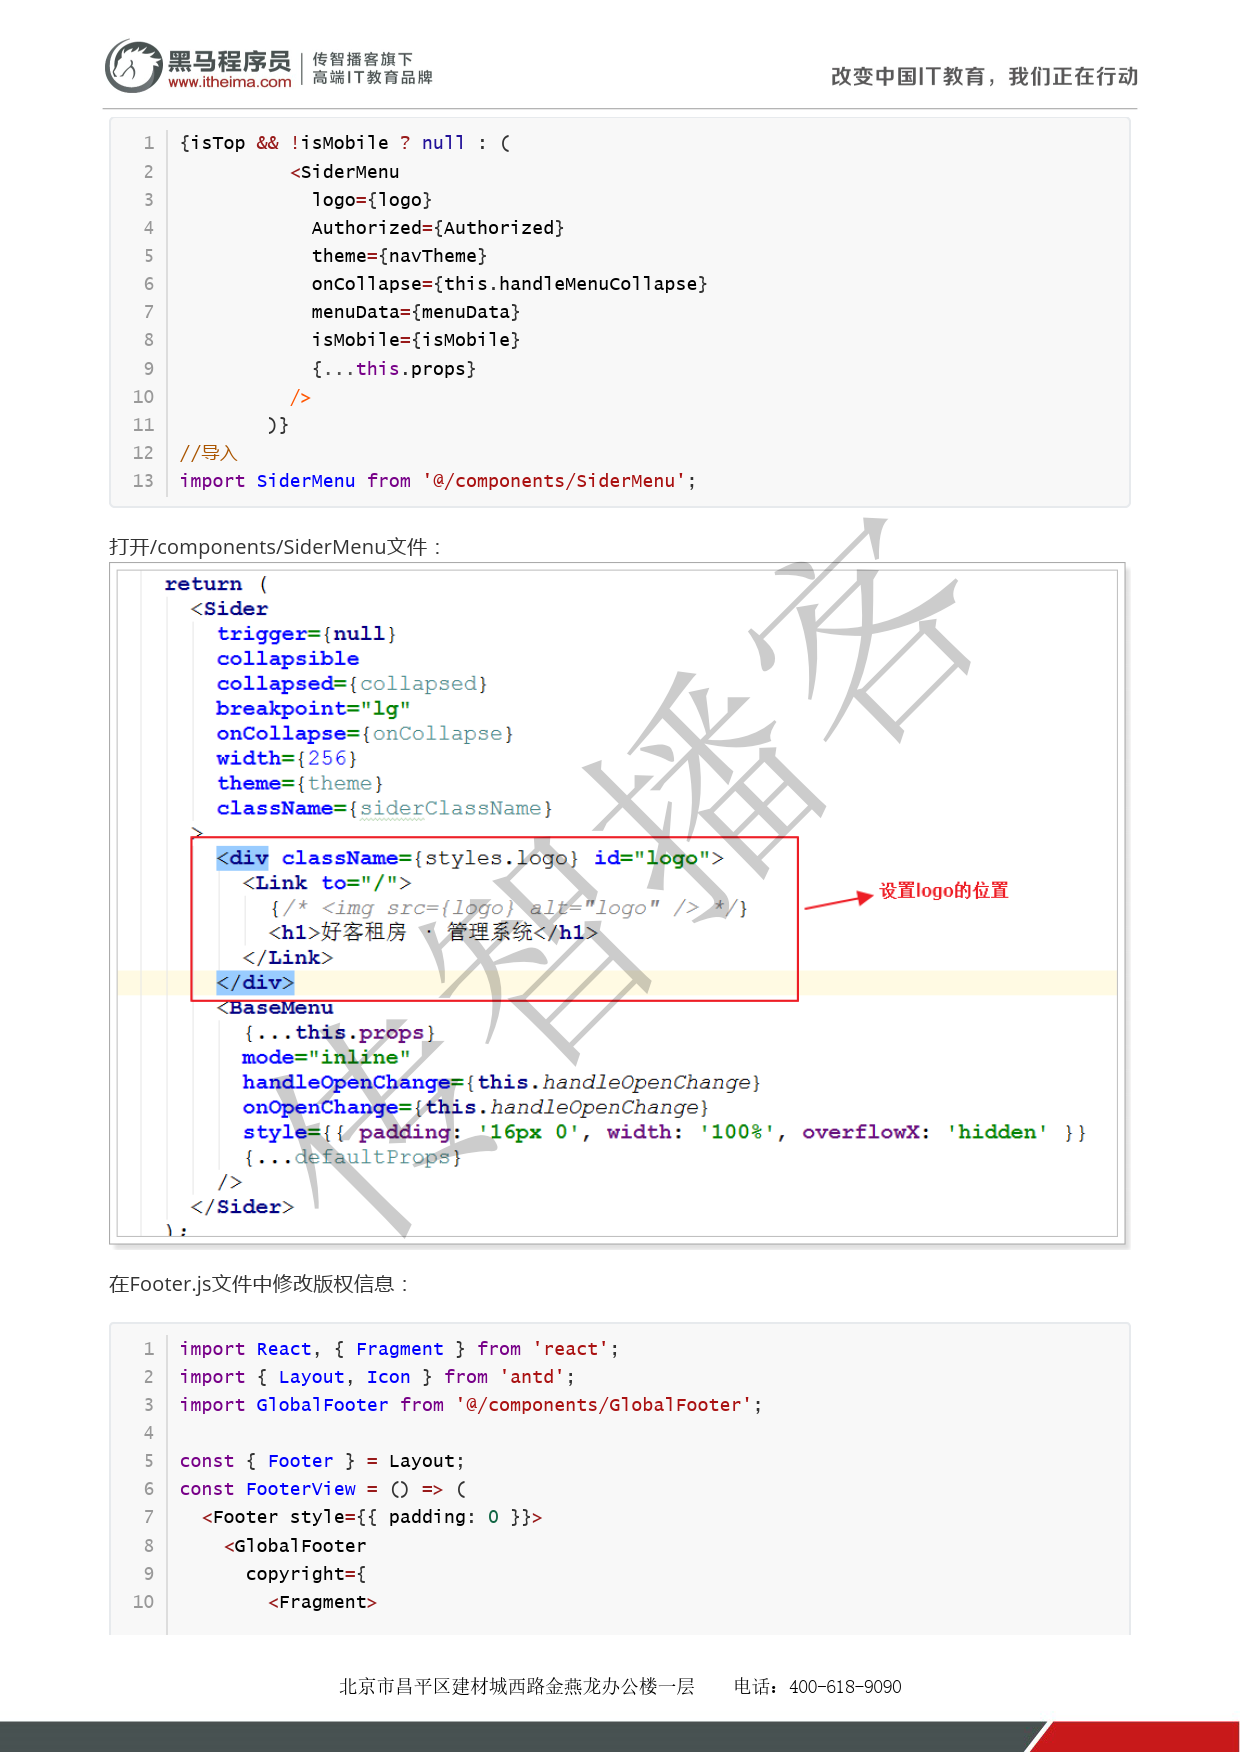 黑马程序员
www.itheima.com
传智播客旗下
高端IT教育品牌
改变中国IT教育，我们正在行动
1 {isTop && !isMobile ? null : (
2 <SiderMenu
3 logo={logo}
4 Authorized={Authorized}
5 theme={navTheme}
6 onCollapse={this.handleMenuCollapse}
7 menuData={menuData}
8 isMobile={isMobile}
9 {...this.props}
10 />
11 )}
12 //导入
13 import SiderMenu from '@/components/SiderMenu';
打开/components/SiderMenu文件：
return (
<Sider
trigger={null}
collapsible
collapsed={collapsed}
breakpoint="lg"
onCollapse={onCollapse}
width={256}
theme={theme}
className={siderClassName}
>
<div className={styles.logo} id="logo">
<Link to="/">
{/* <img src={logo} alt="logo" /> */}
<h1>好客租房 · 管理系统</h1>
</Link>
</div>
设置logo的位置
<BaseMenu
{...this.props}
mode="inline"
handleOpenChange={this.handleOpenChange}
onOpenChange={this.handleOpenChange}
style={{ padding: '16px 0', width: '100%', overflowX: 'hidden' }}
{...defaultProps}
/>
</Sider>
);
传智播客
在Footer.js文件中修改版权信息：
1 import React, { Fragment } from 'react';
2 import { Layout, Icon } from 'antd';
3 import GlobalFooter from '@/components/GlobalFooter';
4
5 const { Footer } = Layout;
6 const FooterView = () => (
7 <Footer style={{ padding: 0 }}>
8 <GlobalFooter
9 copyright={
10 <Fragment>
北京市昌平区建材城西路金燕龙办公楼一层 电话：400-618-9090